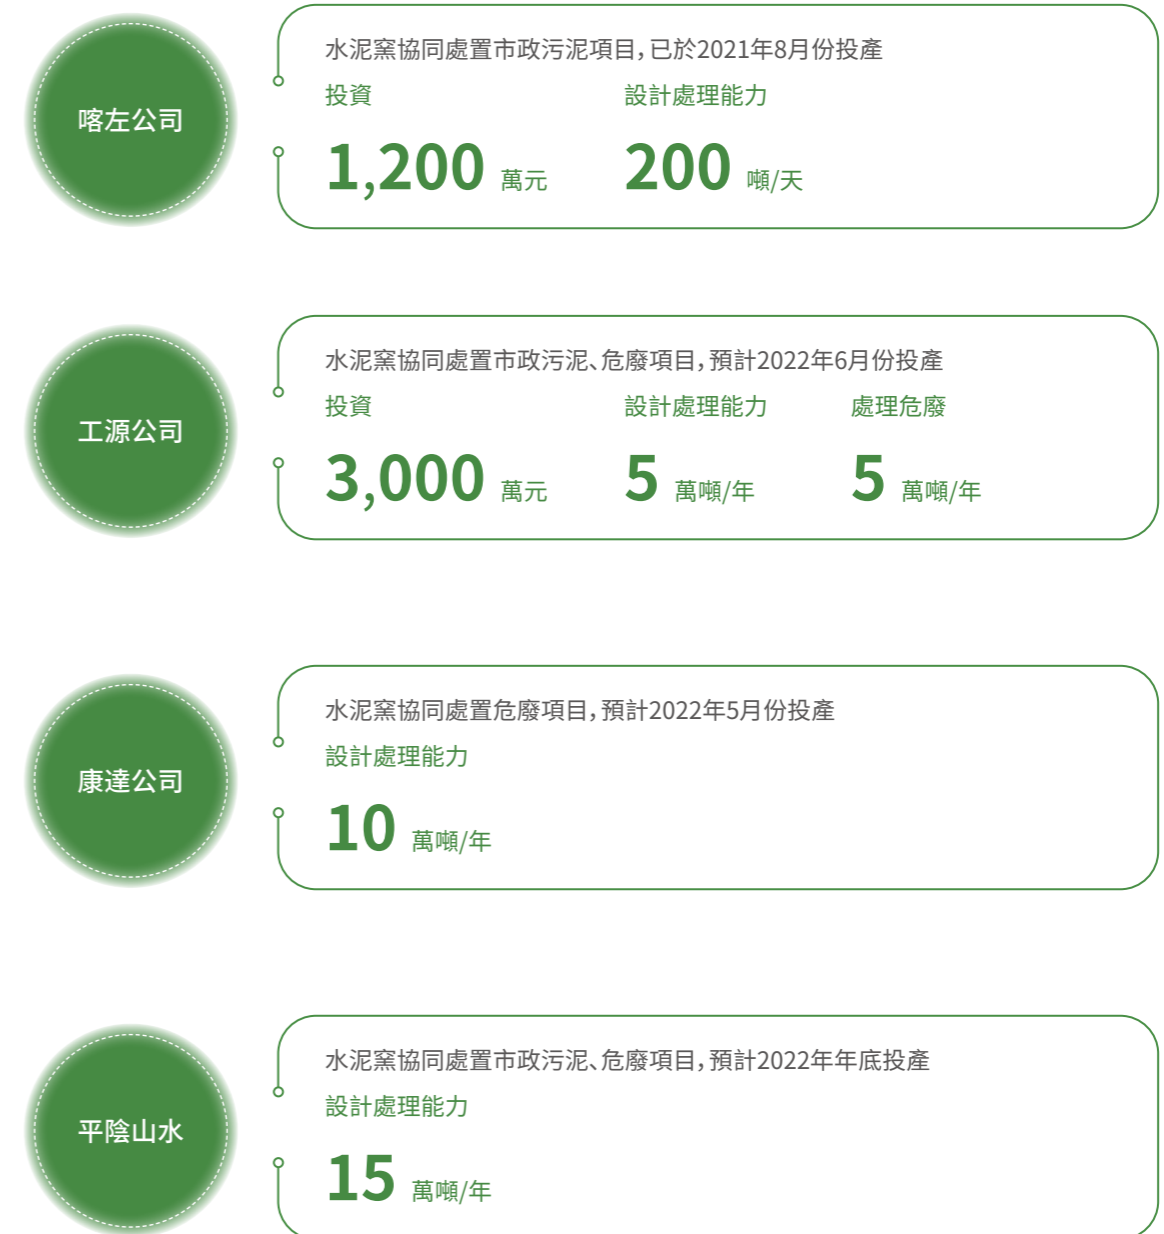 喀左公司
水泥窯協同處置市政污泥項目，已於2021年8月份投產
投資 設計處理能力
1,200 萬元 200 噸/天
工源公司
水泥窯協同處置市政污泥、危廢項目，預計2022年6月份投產
投資 設計處理能力 處理危廢
3,000 萬元 5 萬噸/年 5 萬噸/年
康達公司
水泥窯協同處置危廢項目，預計2022年5月份投產
設計處理能力
10 萬噸/年
平陰山水
水泥窯協同處置市政污泥、危廢項目，預計2022年年底投產
設計處理能力
15 萬噸/年